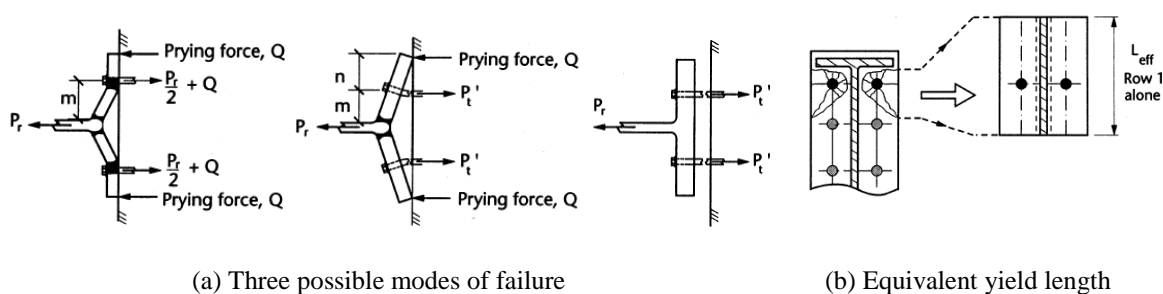 Prying force, Q
P_r/2 + Q
m
P_r
P_r/2 + Q
Prying force, Q
Prying force, Q
n
P_t'
m
P_r
P_t'
Prying force, Q
P_t'
P_r
P_t'
L_eff
Row 1
alone
(a) Three possible modes of failure
(b) Equivalent yield length